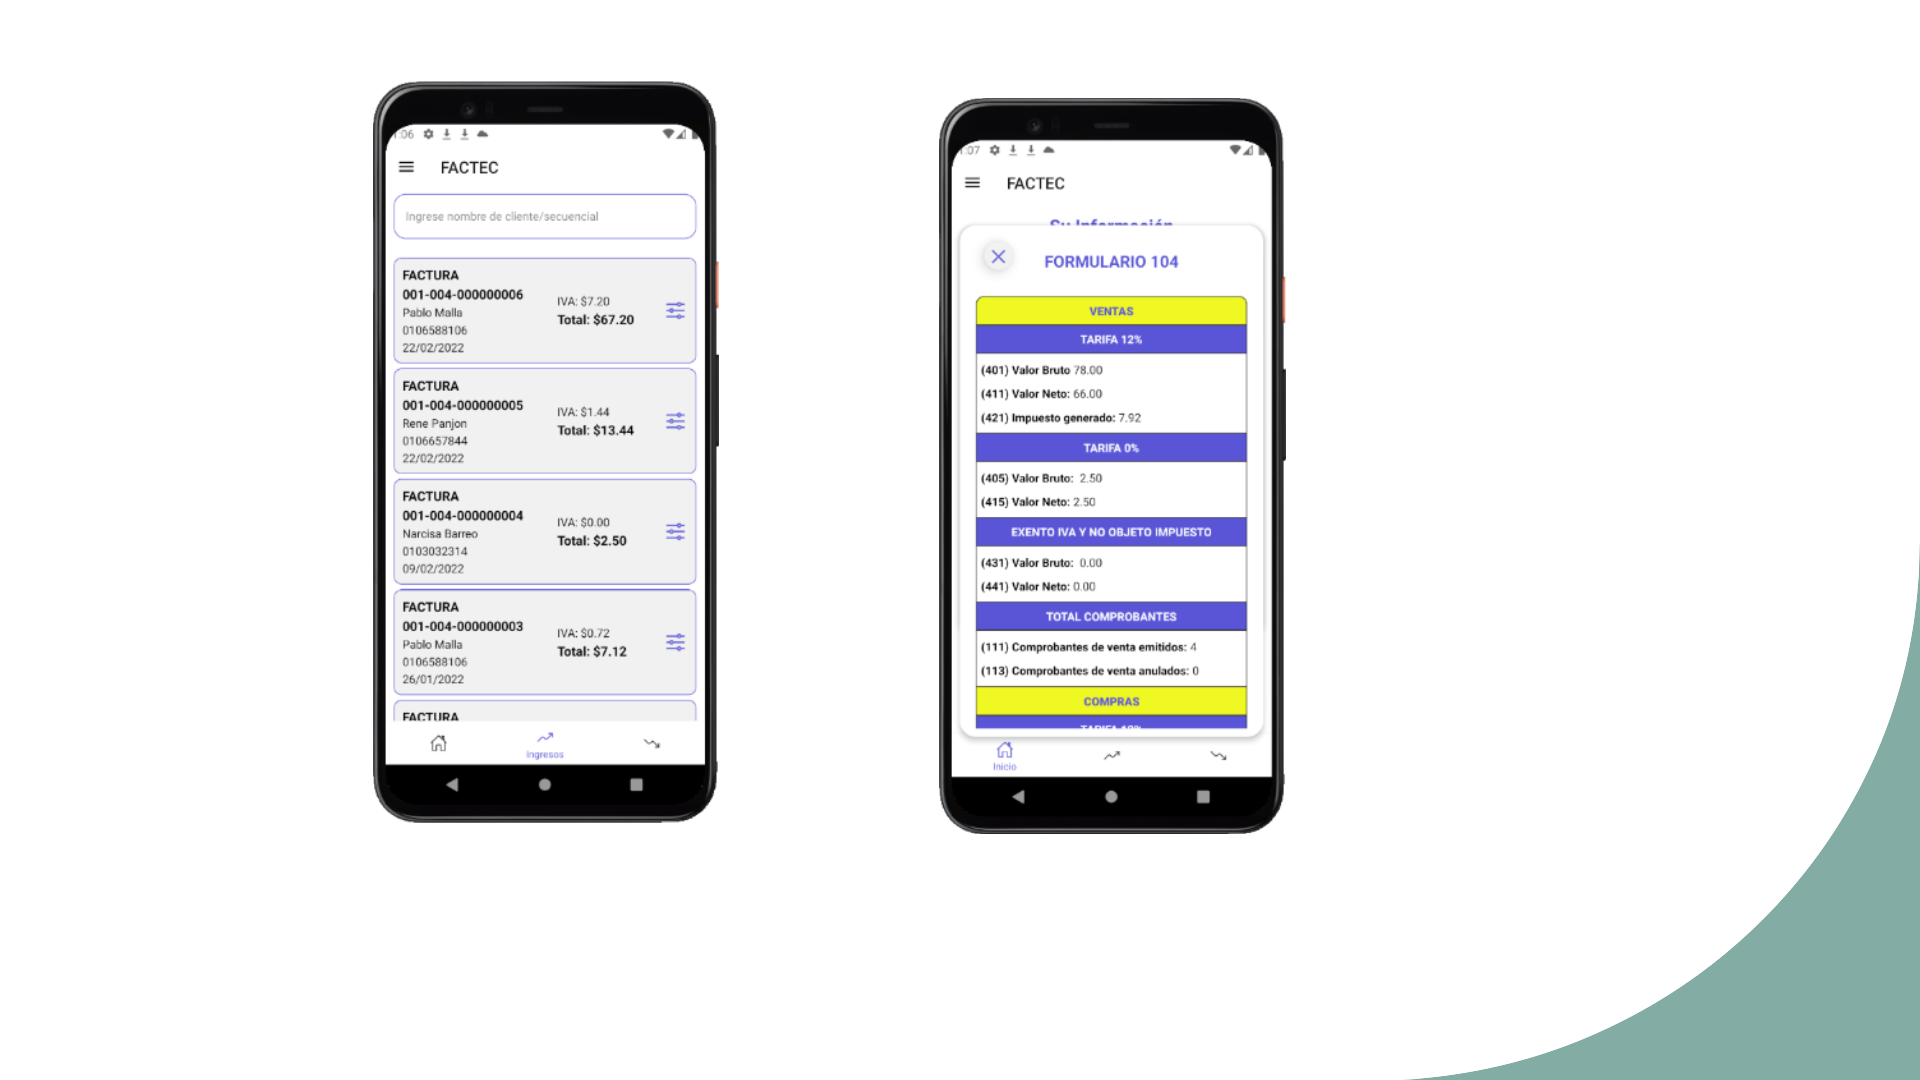 :06
FACTEC
Ingrese nombre de cliente/secuencial
FACTURA
001-004-000000006
Pablo Malla
0106588106
22/02/2022
IVA: $7.20
Total: $67.20
FACTURA
001-004-000000005
Rene Panjon
0106657844
22/02/2022
IVA: $1.44
Total: $13.44
FACTURA
001-004-000000004
Narcisa Barreo
0103032314
09/02/2022
IVA: $0.00
Total: $2.50
FACTURA
001-004-000000003
Pablo Malla
0106588106
26/01/2022
IVA: $0.72
Total: $7.12
FACTURA
Ingresos
:07
FACTEC
Su Información
FORMULARIO 104
VENTAS
TARIFA 12%
(401) Valor Bruto 78.00
(411) Valor Neto: 66.00
(421) Impuesto generado: 7.92
TARIFA 0%
(405) Valor Bruto: 2.50
(415) Valor Neto: 2.50
EXENTO IVA Y NO OBJETO IMPUESTO
(431) Valor Bruto: 0.00
(441) Valor Neto: 0.00
TOTAL COMPROBANTES
(111) Comprobantes de venta emitidos: 4
(113) Comprobantes de venta anulados: 0
COMPRAS
TARIFA 12%
Inicio